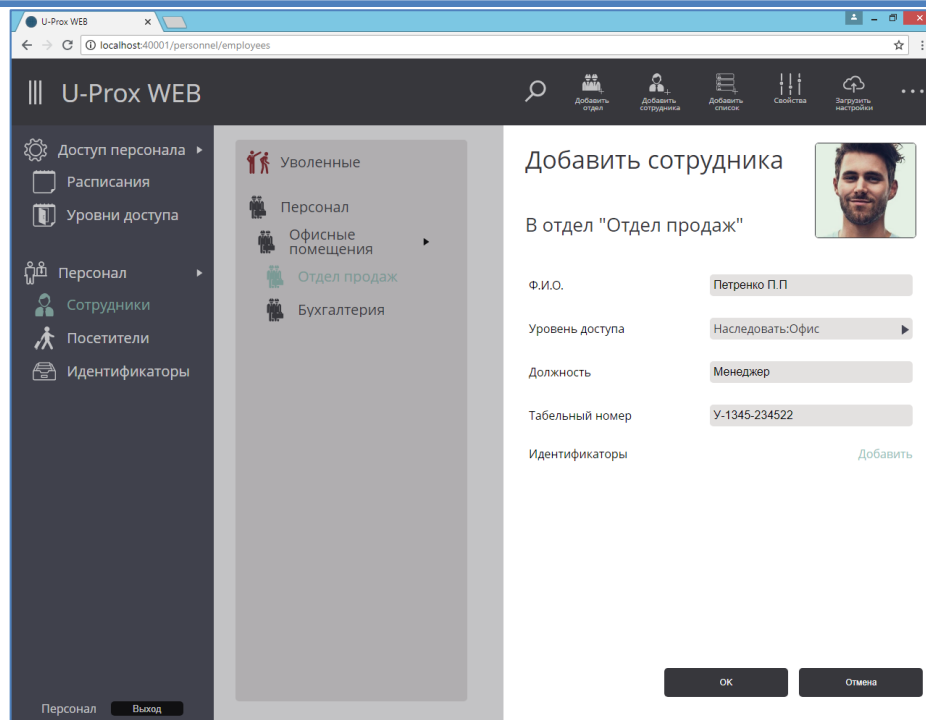 U-Prox WEB
localhost:40001/personnel/employees
U-Prox WEB
Добавить отдел
Добавить сотрудника
Добавить список
Свойства
Загрузить настройки
Доступ персонала
Расписания
Уровни доступа
Персонал
Сотрудники
Посетители
Идентификаторы
Персонал
Выход
Уволенные
Персонал
Офисные
помещения
Отдел продаж
Бухгалтерия
Добавить сотрудника
В отдел "Отдел продаж"
Ф.И.О.
Петренко П.П
Уровень доступа
Наследовать:Офис
Должность
Менеджер
Табельный номер
У-1345-234522
Идентификаторы
Добавить
ОК
Отмена